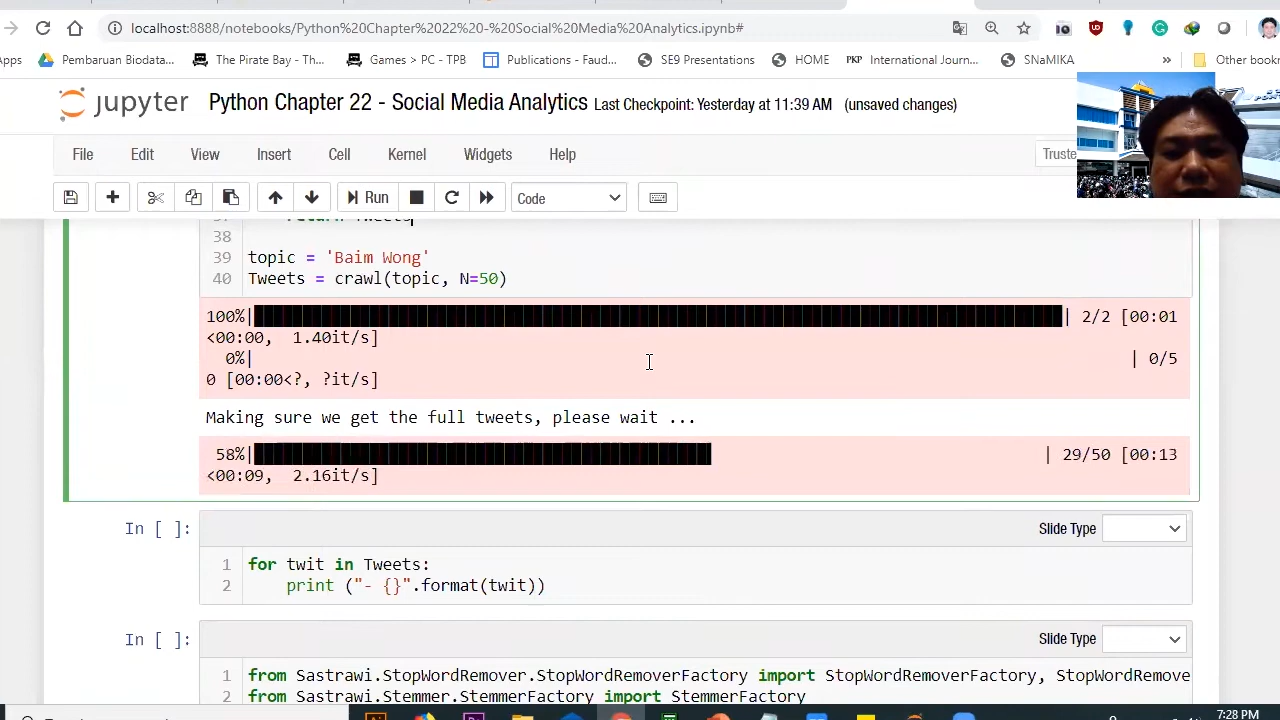 localhost:8888/notebooks/Python%20Chapter%2022%20-%20Social%20Media%20Analytics.ipynb#
Apps Pembaruan Biodata... The Pirate Bay - Th... Games > PC - TPB Publications - Faud... SE9 Presentations HOME PKP International Journ... SNaMIKA » Other bookr
jupyter Python Chapter 22 - Social Media Analytics Last Checkpoint: Yesterday at 11:39 AM (unsaved changes)
File Edit View Insert Cell Kernel Widgets Help Truste
Run Code
return Tweets
38
39 topic = 'Baim Wong'
40 Tweets = crawl(topic, N=50)
100%| | 2/2 [00:01
<00:00, 1.40it/s]
0%| | 0/5
0 [00:00<?, ?it/s]
Making sure we get the full tweets, please wait ...
58%| | 29/50 [00:13
<00:09, 2.16it/s]
In [ ]: Slide Type
1 for twit in Tweets:
2 print ("- {}".format(twit))
In [ ]: Slide Type
1 from Sastrawi.StopWordRemover.StopWordRemoverFactory import StopWordRemoverFactory, StopWordRemove
2 from Sastrawi.Stemmer.StemmerFactory import StemmerFactory
7:28 PM